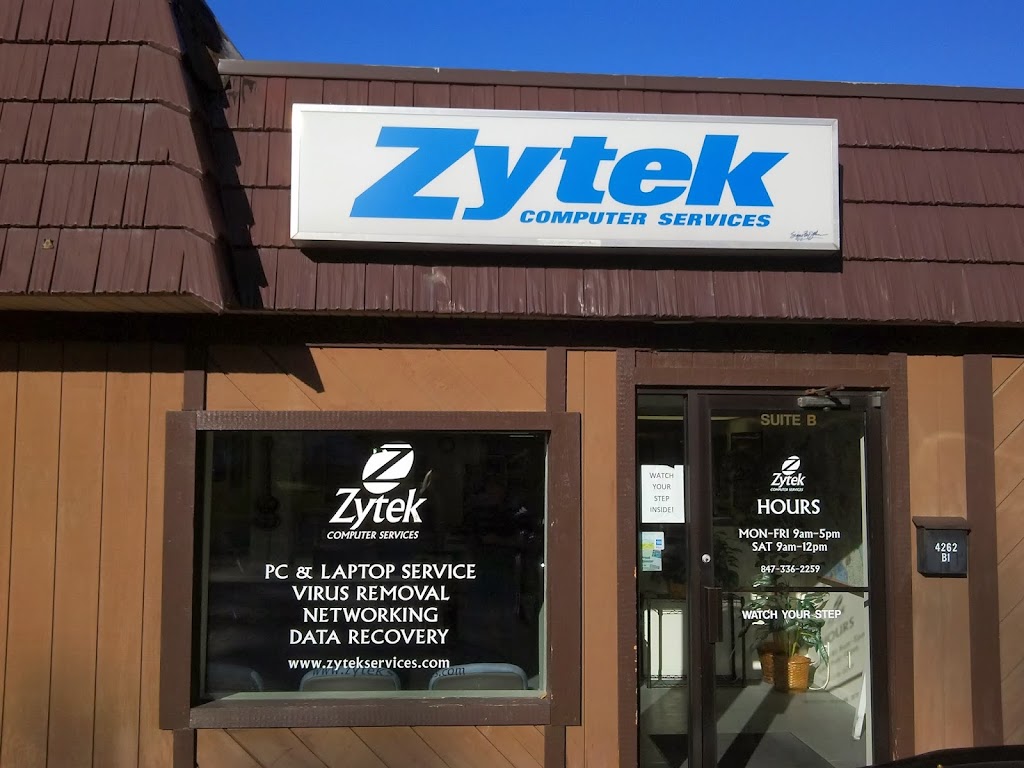 Zytek
COMPUTER SERVICES
Z
Zytek
COMPUTER SERVICES
PC & LAPTOP SERVICE
VIRUS REMOVAL
NETWORKING
DATA RECOVERY
www.zytekservices.com
WATCH
YOUR
STEP
INSIDE!
SUITE B
Z
Zytek
COMPUTER SERVICES
HOURS
MON-FRI 9am-5pm
SAT 9am-12pm
847-336-2259
WATCH YOUR STEP
4262
B1